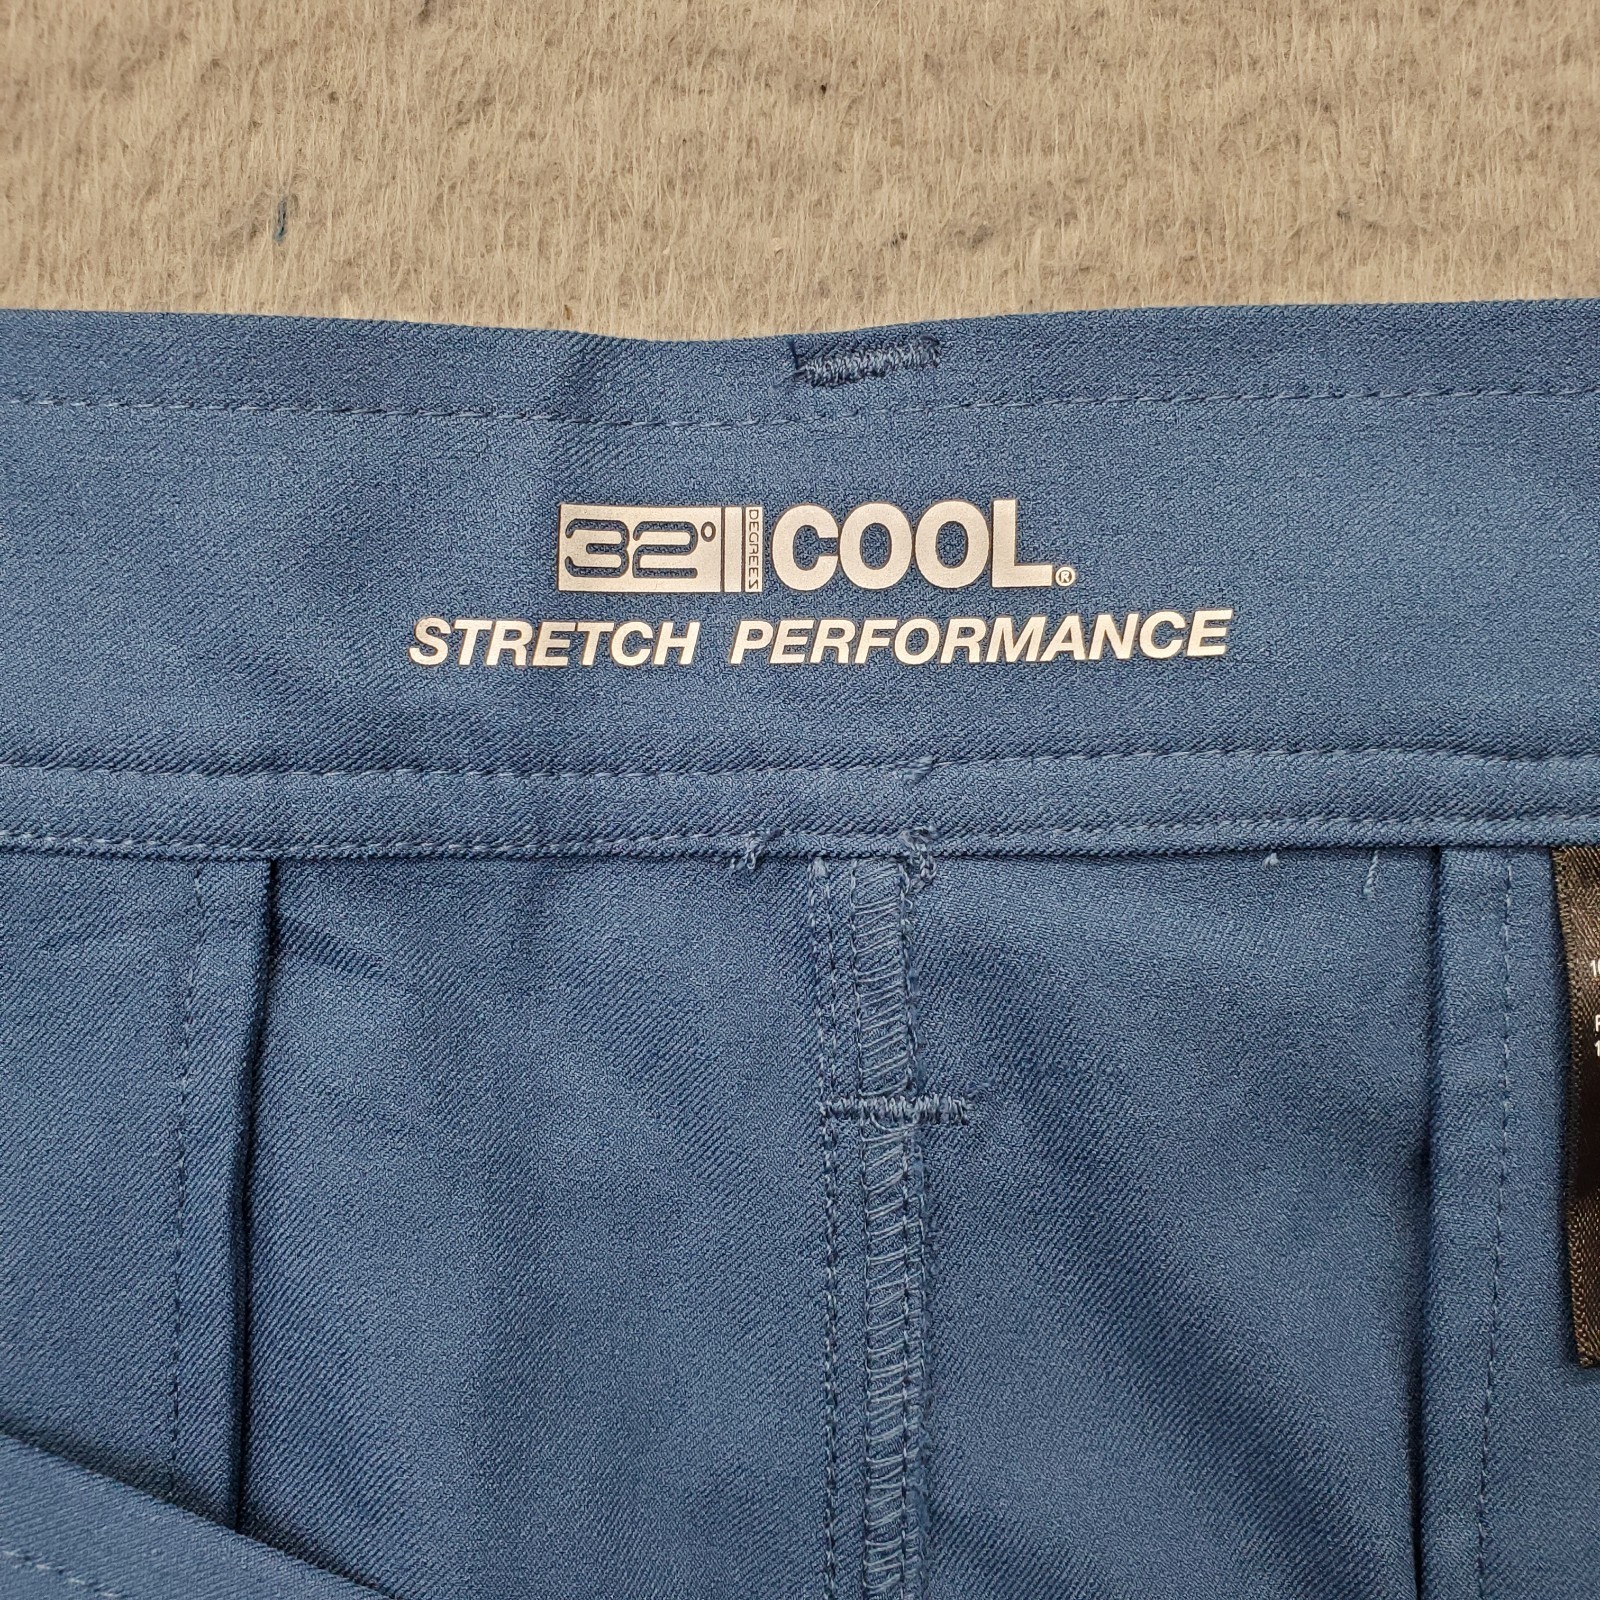 32° DEGREES COOL®
STRETCH PERFORMANCE